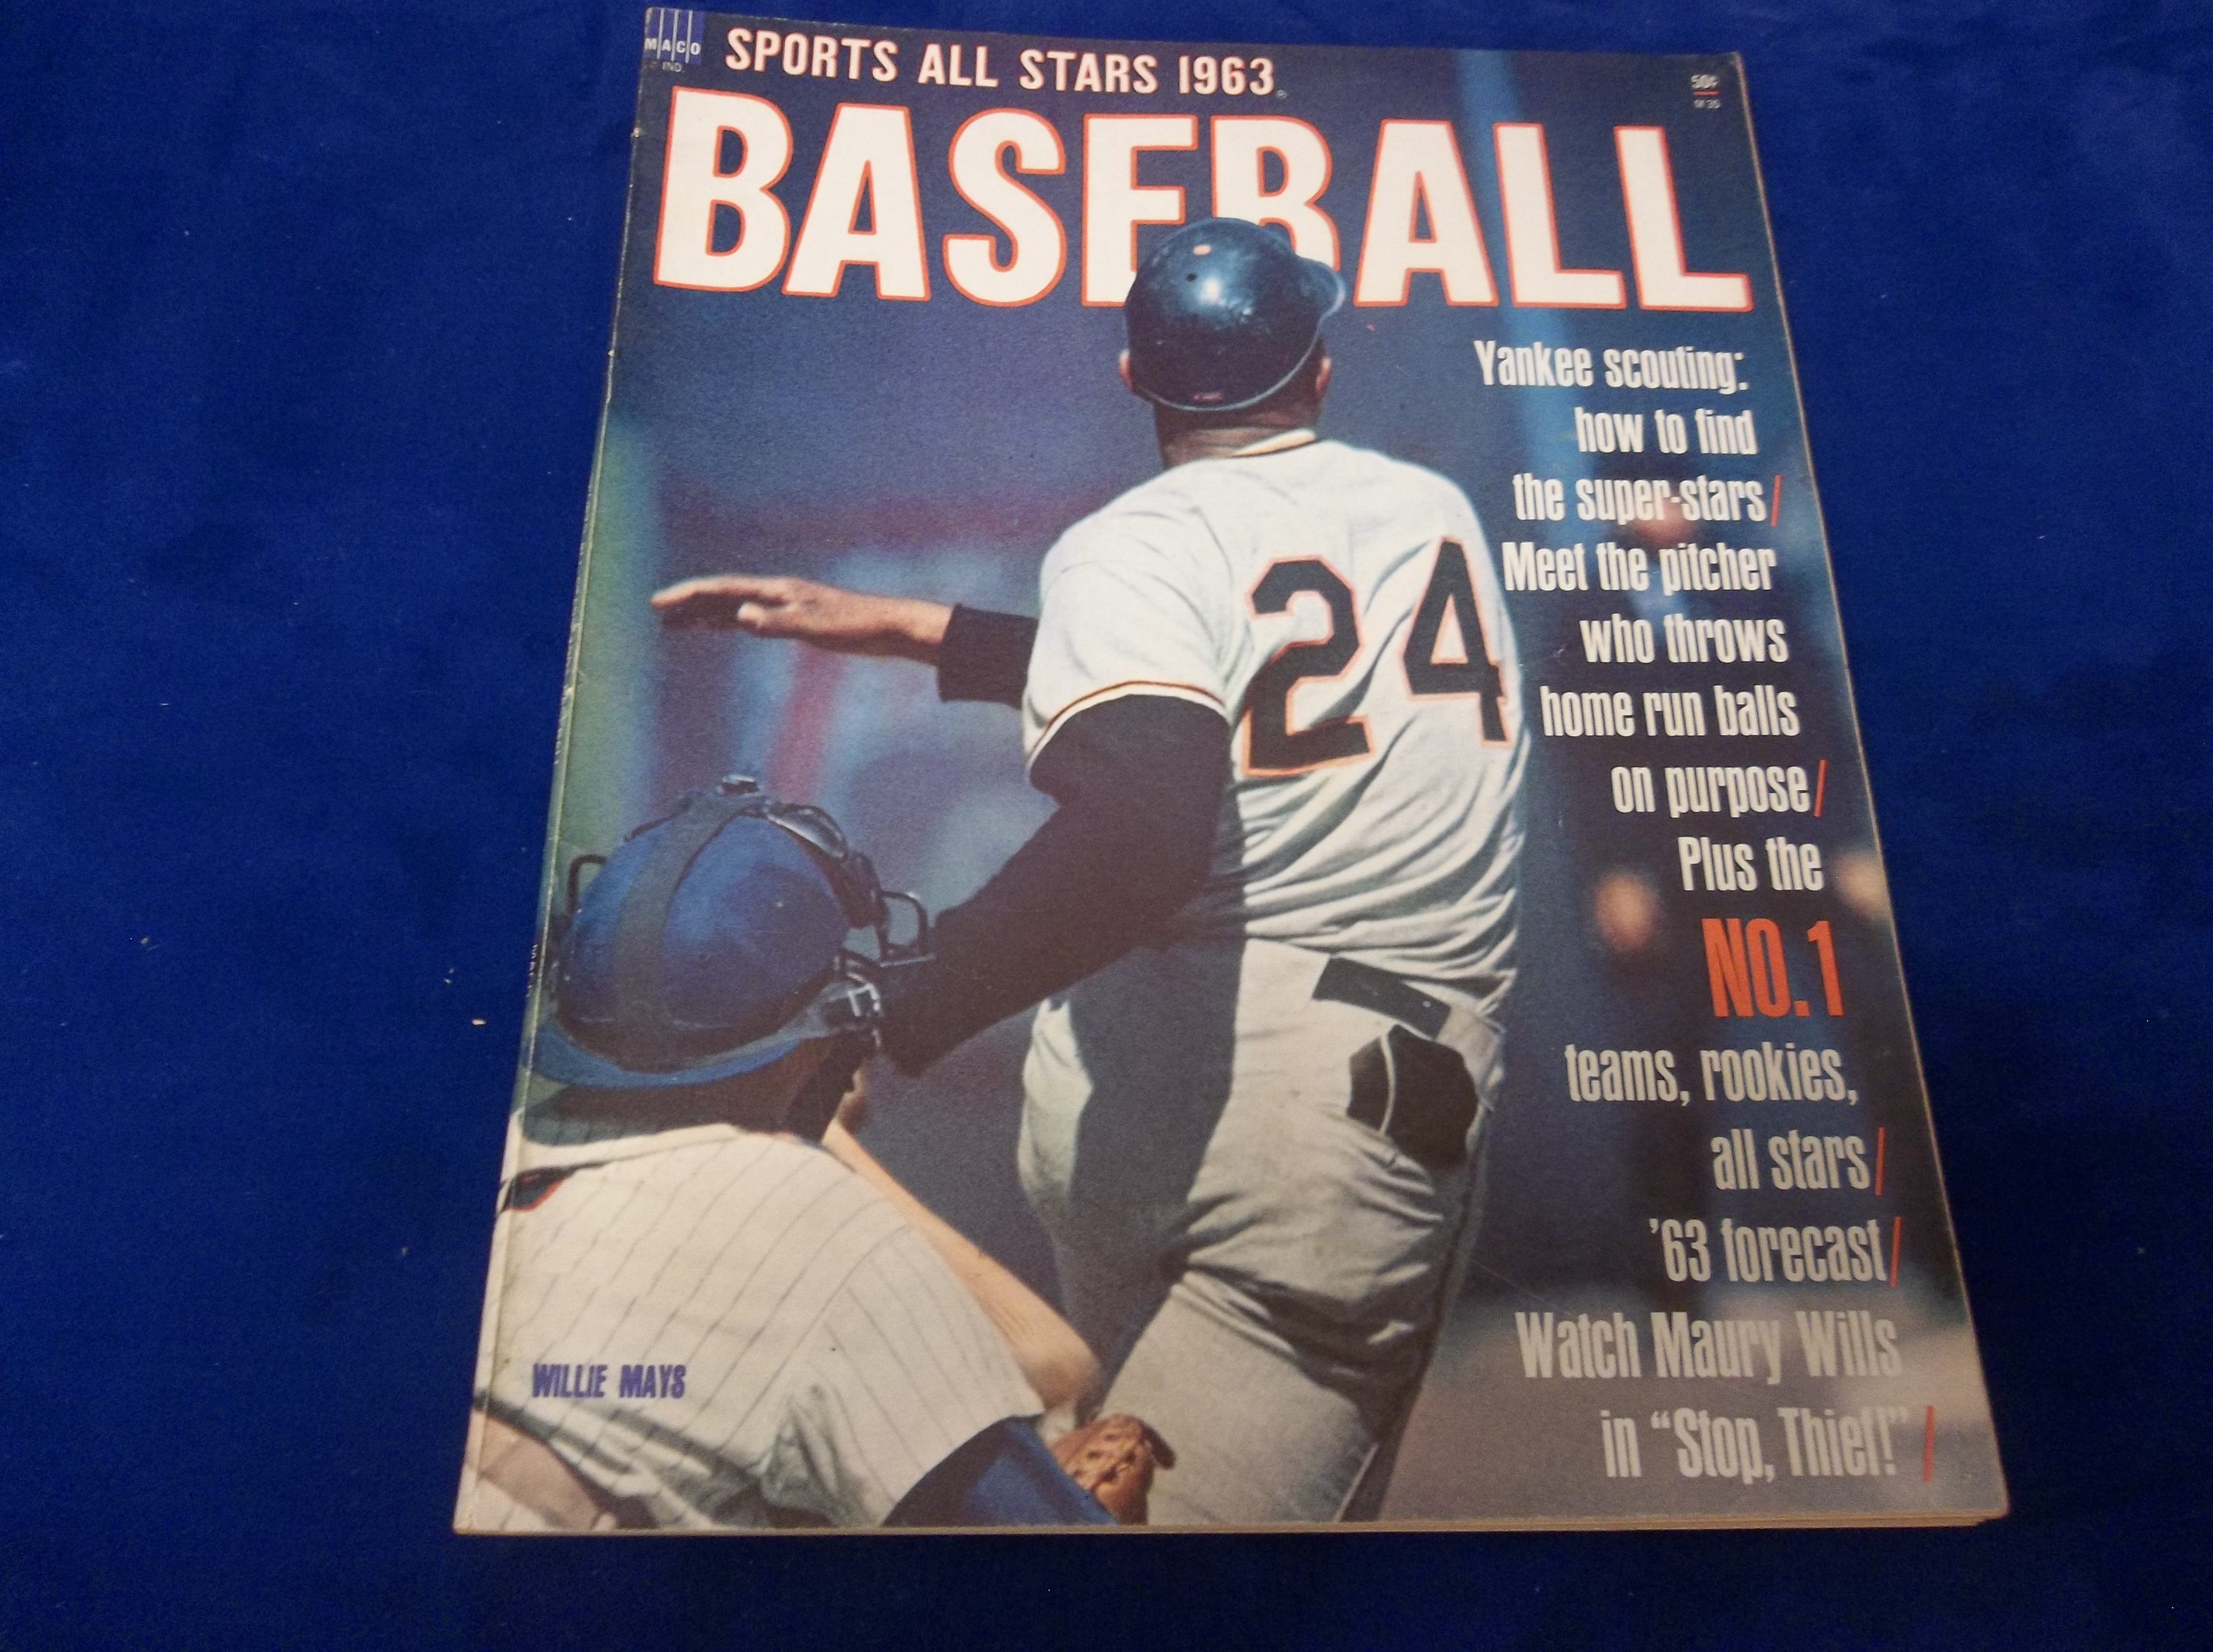 MACO
IND.
SPORTS ALL STARS 1963
50¢
M 35
BASEBALL
Yankee scouting:
how to find
the super-stars/
Meet the pitcher
who throws
home run balls
on purpose/
Plus the
NO.1
teams, rookies,
all stars/
'63 forecast/
Watch Maury Wills
in “Stop, Thief!”/
24
WILLIE MAYS